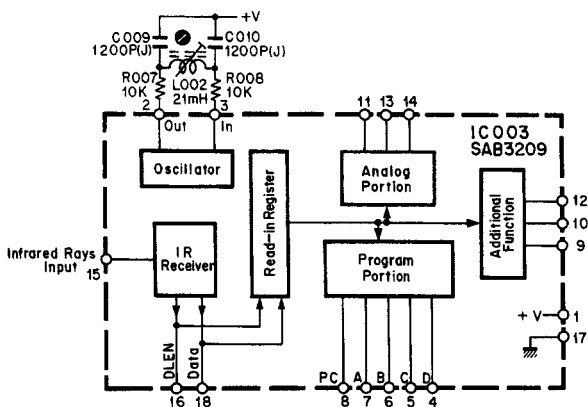 +V
C009
1200P(J)
C010
1200P(J)
R007
10K
L002
21mH
R008
10K
2
Out
3
In
11
13
14
IC003
SAB3209
Oscillator
Read-in Register
Analog
Portion
Additional
Function
12
10
9
Infrared Rays
Input
15
IR
Receiver
Program
Portion
+V
1
17
DLEN
Data
PC
A
B
C
D
16
18
8
7
6
5
4